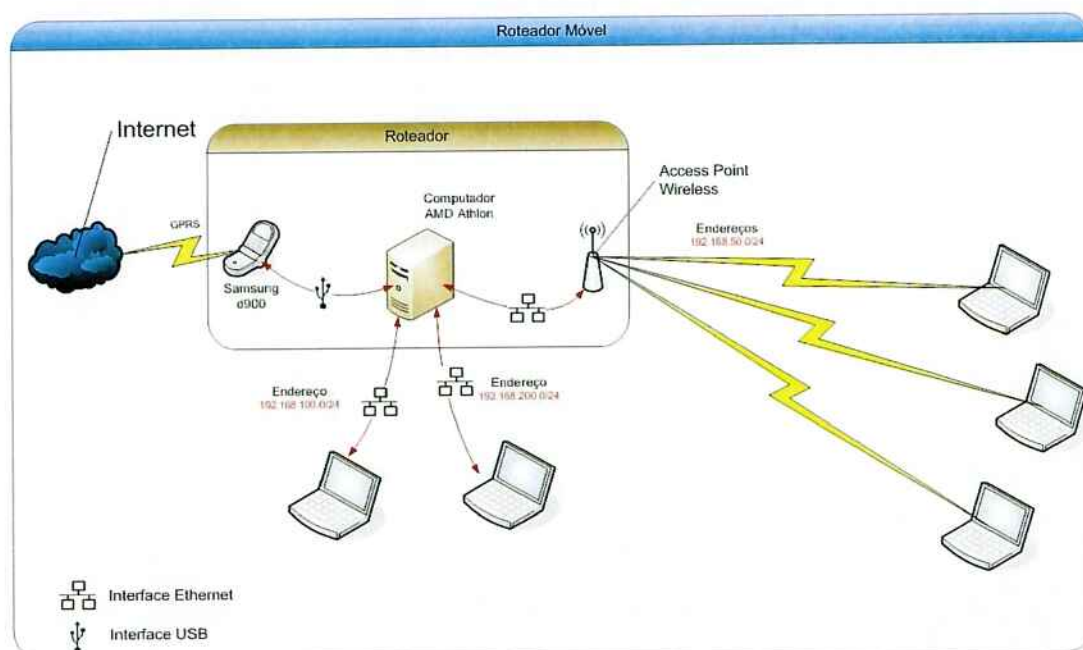 Roteador Móvel
Internet
Roteador
Access Point
Wireless
Computador
AMD Athlon
GPRS
Endereços
192.168.50.0/24
Samsung
d900
Endereço
192.168.100.0/24
Endereço
192.168.200.0/24
Interface Ethernet
Interface USB